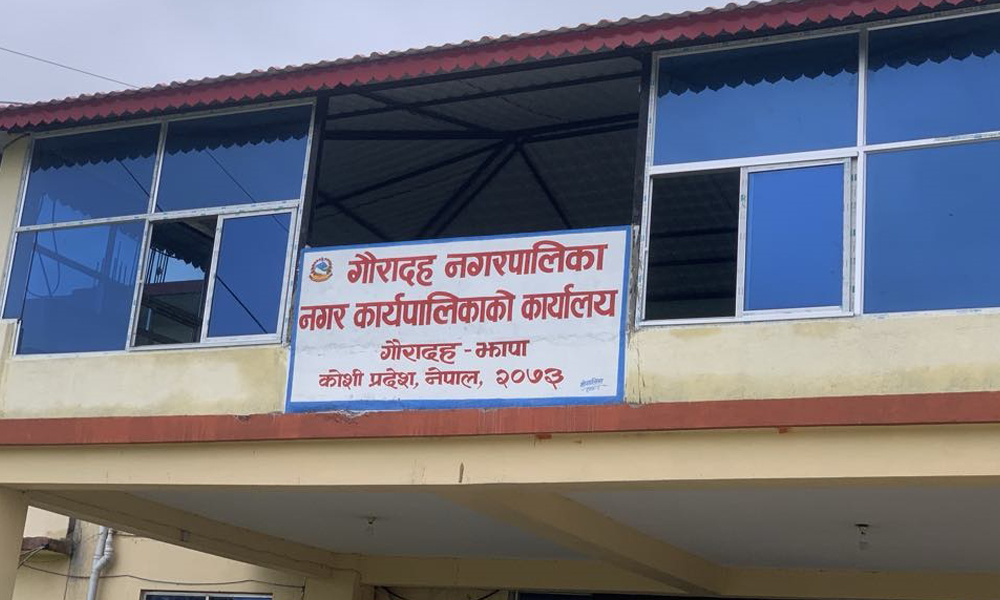 गौरादह नगरपालिका
नगर कार्यपालिकाको कार्यालय
गौरादह - झापा
कोशी प्रदेश, नेपाल, २०७३